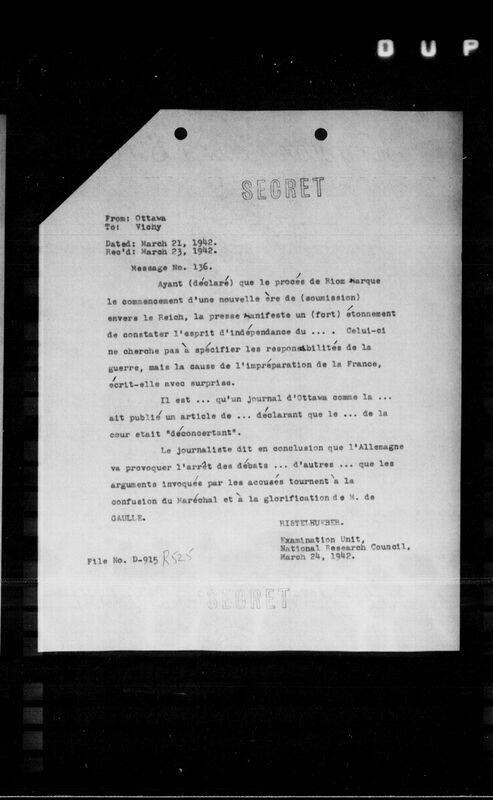 DUP
SECRET
From: Ottawa
To: Vichy
Dated: March 21, 1942.
Rec'd: March 23, 1942.
Message No. 136.
Ayant (déclaré) que le procés de Riom marque
le commencement d'une nouvelle ère de (soumission)
envers le Reich, la presse manifeste un (fort) étonnement
de constater l'esprit d'indépendance du ... . Celui-ci
ne cherche pas à spécifier les responsibilités de la
guerre, mais la cause de l'impréparation de la France,
écrit-elle avec surprise.
Il est ... qu'un journal d'Ottawa comme la ...
ait publié un article de ... déclarant que le ... de la
cour etait "déconcertant".
Le journaliste dit en conclusion que l'Allemagne
va provoquer l'arrêt des débats ... d'autres ... que les
arguments invoqués par les accusés tournent à la
confusion du Maréchal et à la glorification de M. de
GAULLE.
RISTELHUEBER.
Examination Unit,
National Research Council,
March 24, 1942.
File No. D-915 R525
SECRET